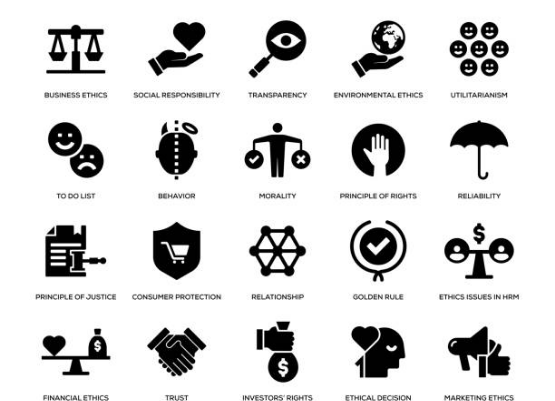 BUSINESS ETHICS
SOCIAL RESPONSIBILITY
TRANSPARENCY
ENVIRONMENTAL ETHICS
UTILITARIANISM
TO DO LIST
BEHAVIOR
MORALITY
PRINCIPLE OF RIGHTS
RELIABILITY
PRINCIPLE OF JUSTICE
CONSUMER PROTECTION
RELATIONSHIP
GOLDEN RULE
$
ETHICS ISSUES IN HRM
$
FINANCIAL ETHICS
TRUST
$
INVESTORS' RIGHTS
ETHICAL DECISION
MARKETING ETHICS